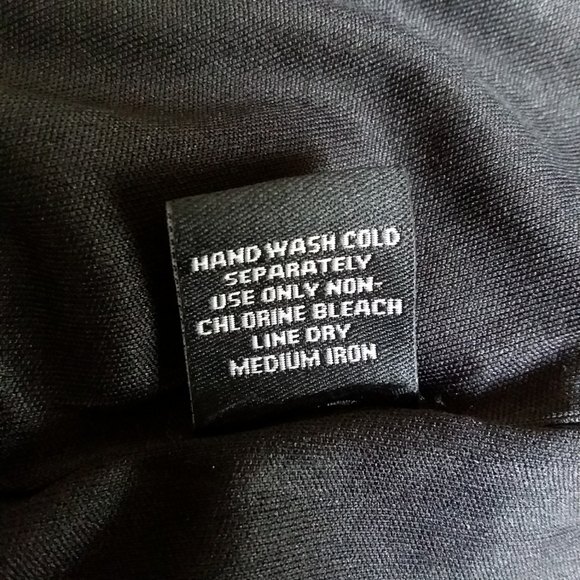 HAND WASH COLD
SEPARATELY
USE ONLY NON-
CHLORINE BLEACH
LINE DRY
MEDIUM IRON